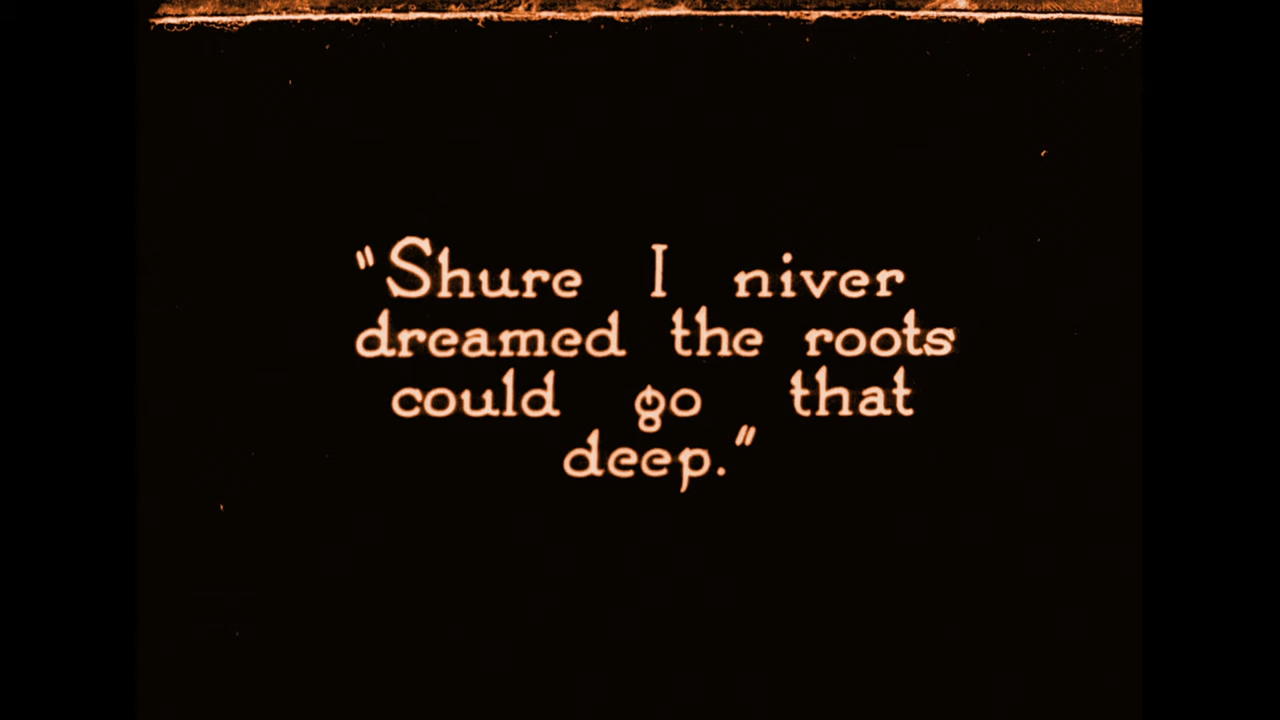 "Shure I niver
dreamed the roots
could go that
deep."